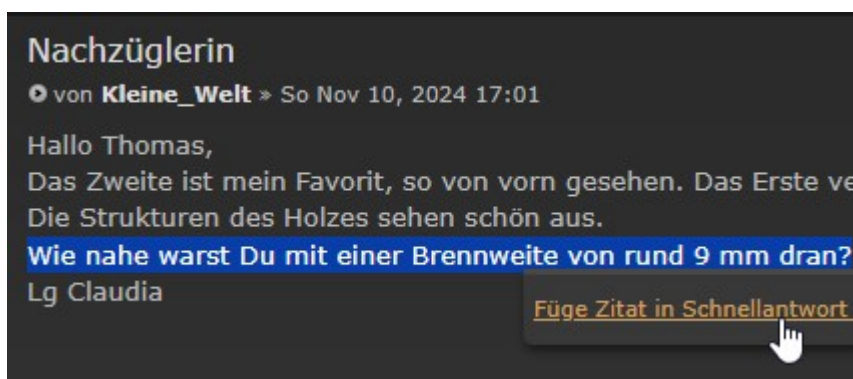 Nachzüglerin
von Kleine_Welt » So Nov 10, 2024 17:01
Hallo Thomas,
Das Zweite ist mein Favorit, so von vorn gesehen. Das Erste ve
Die Strukturen des Holzes sehen schön aus.
Wie nahe warst Du mit einer Brennweite von rund 9 mm dran?
Lg Claudia
Füge Zitat in Schnellantwort